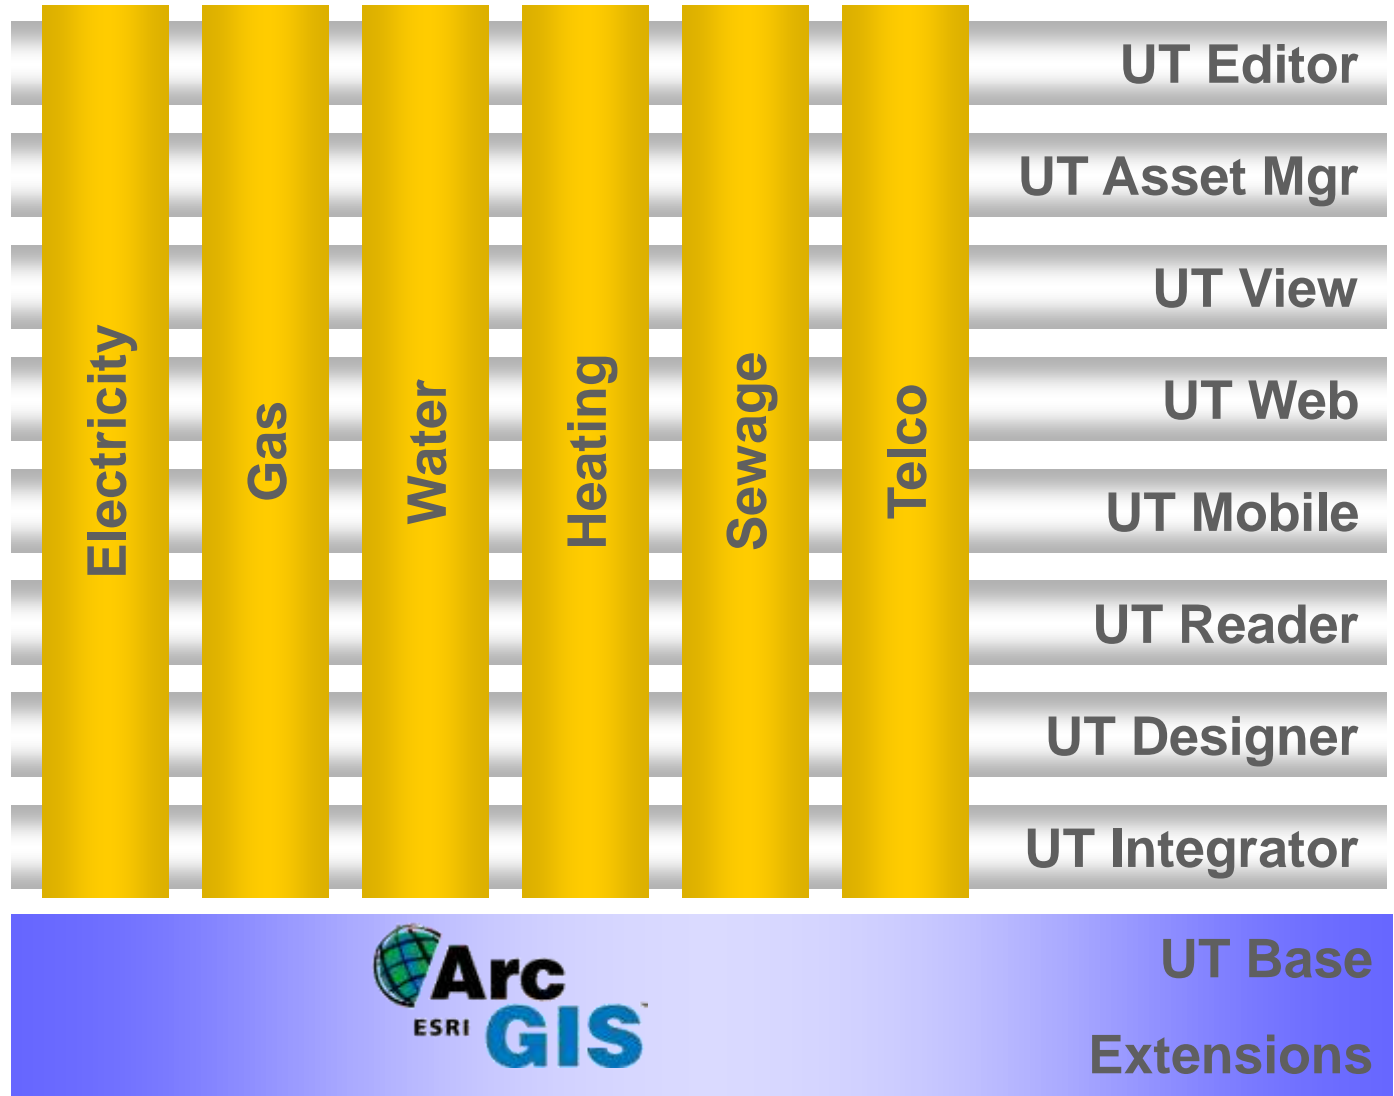 UT Editor
UT Asset Mgr
UT View
UT Web
UT Mobile
UT Reader
UT Designer
UT Integrator
Electricity
Gas
Water
Heating
Sewage
Telco
Arc
ESRI GIS™
UT Base
Extensions